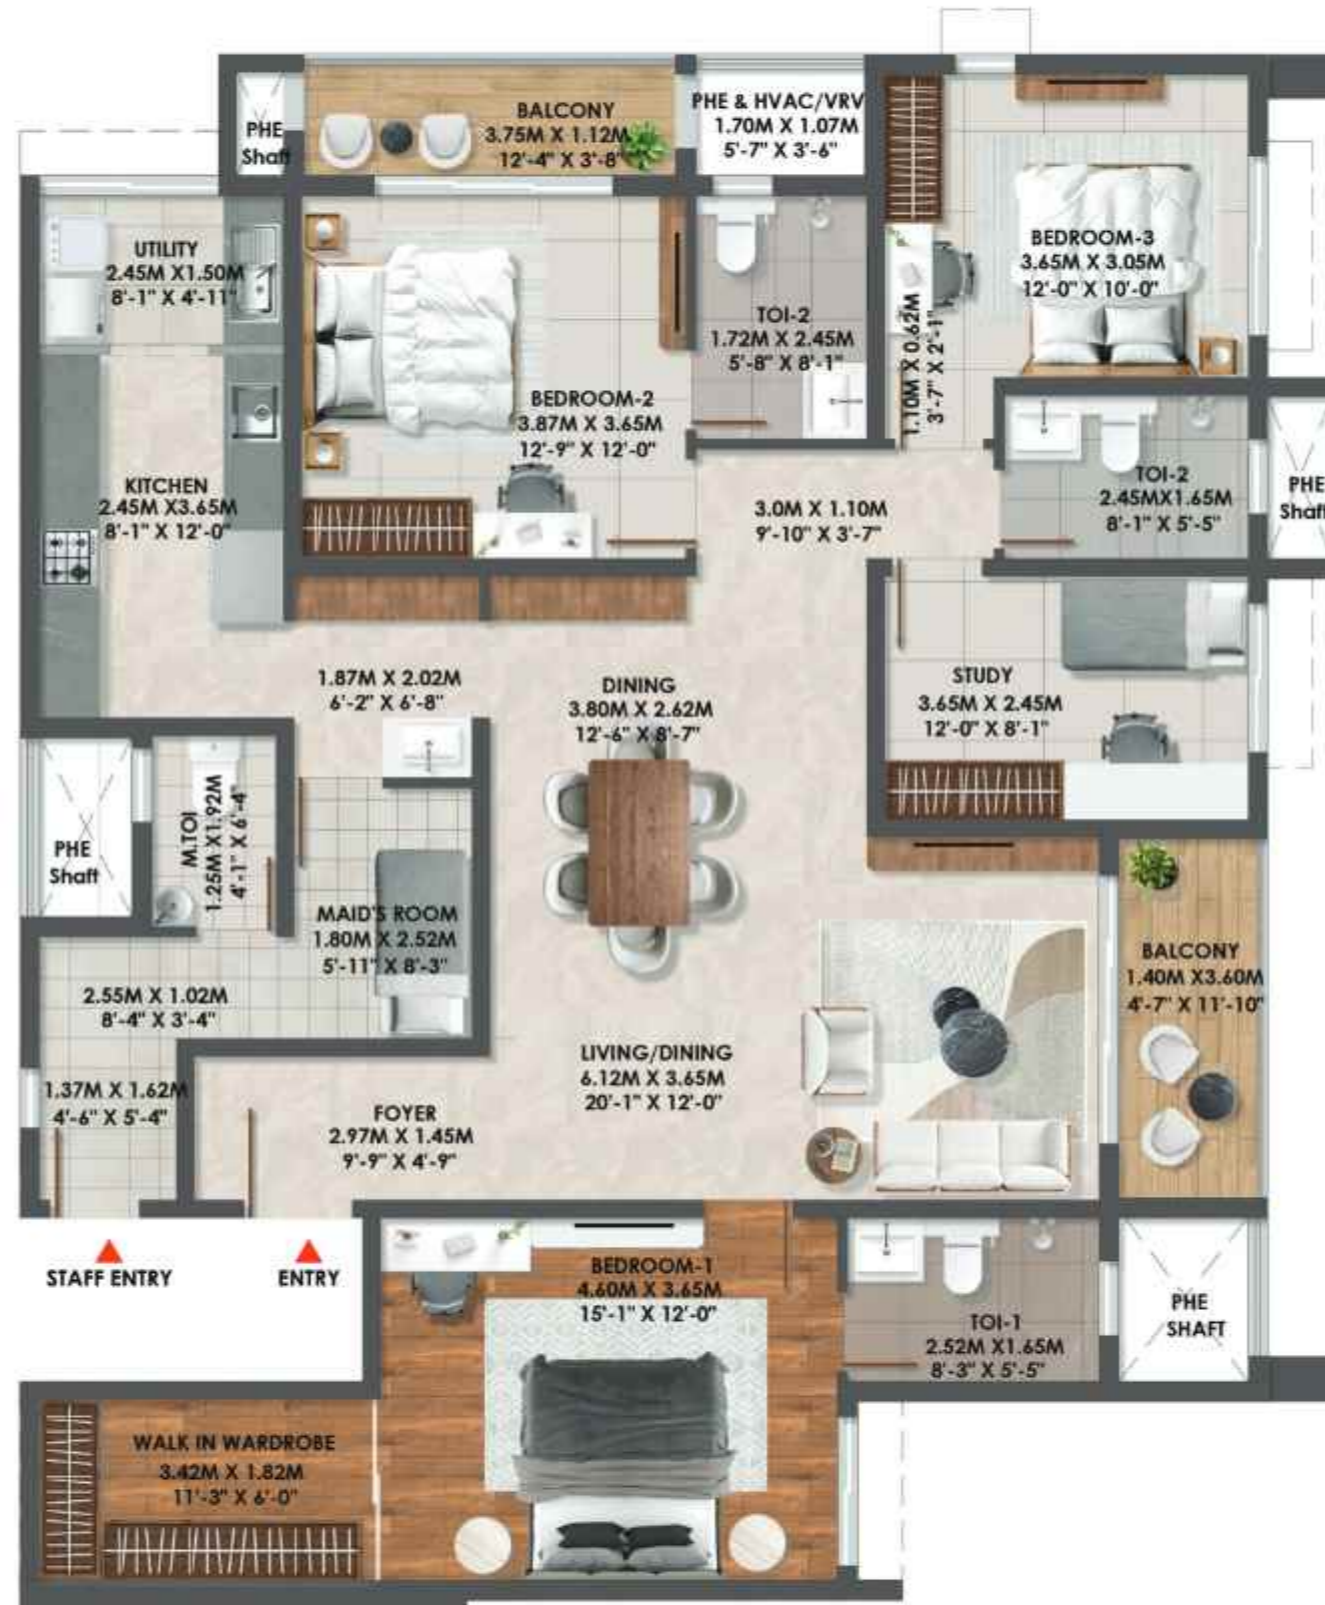 PHE
Shaft
BALCONY
3.75M X 1.12M
12'-4" X 3'-8"
PHE & HVAC/VRV
1.70M X 1.07M
5'-7" X 3'-6"
UTILITY
2.45M X1.50M
8'-1" X 4'-11"
BEDROOM-3
3.65M X 3.05M
12'-0" X 10'-0"
TOI-2
1.72M X 2.45M
5'-8" X 8'-1"
1.10M X 0.62M
3'-7" X 2'-1"
BEDROOM-2
3.87M X 3.65M
12'-9" X 12'-0"
KITCHEN
2.45M X3.65M
8'-1" X 12'-0"
3.0M X 1.10M
9'-10" X 3'-7"
TOI-2
2.45MX1.65M
8'-1" X 5'-5"
PHE
Shaft
1.87M X 2.02M
6'-2" X 6'-8"
DINING
3.80M X 2.62M
12'-6" X 8'-7"
STUDY
3.65M X 2.45M
12'-0" X 8'-1"
PHE
Shaft
M.TOI
1.25M X1.92M
4'-1" X 6'-4"
MAID'S ROOM
1.80M X 2.52M
5'-11" X 8'-3"
BALCONY
1.40M X3.60M
4'-7" X 11'-10"
2.55M X 1.02M
8'-4" X 3'-4"
LIVING/DINING
6.12M X 3.65M
20'-1" X 12'-0"
1.37M X 1.62M
4'-6" X 5'-4"
FOYER
2.97M X 1.45M
9'-9" X 4'-9"
STAFF ENTRY
ENTRY
BEDROOM-1
4.60M X 3.65M
15'-1" X 12'-0"
TOI-1
2.52M X1.65M
8'-3" X 5'-5"
PHE
SHAFT
WALK IN WARDROBE
3.42M X 1.82M
11'-3" X 6'-0"